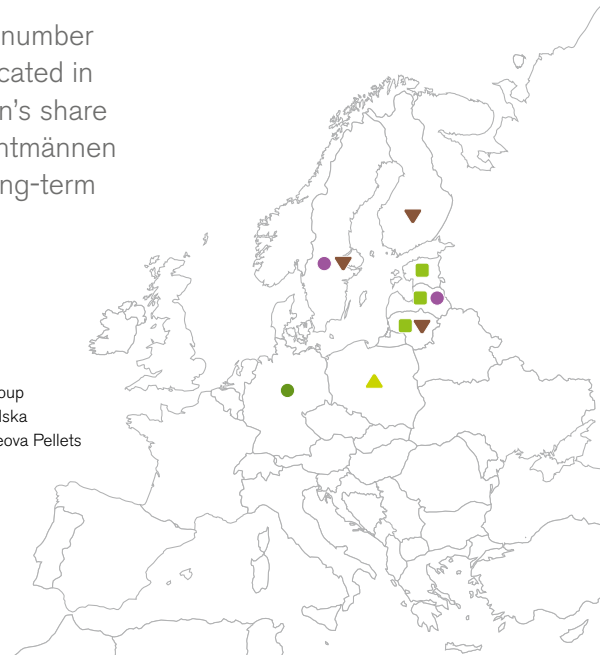 number
cated in
n's share
ntmännen
ng-term
oup
lska
eova Pellets